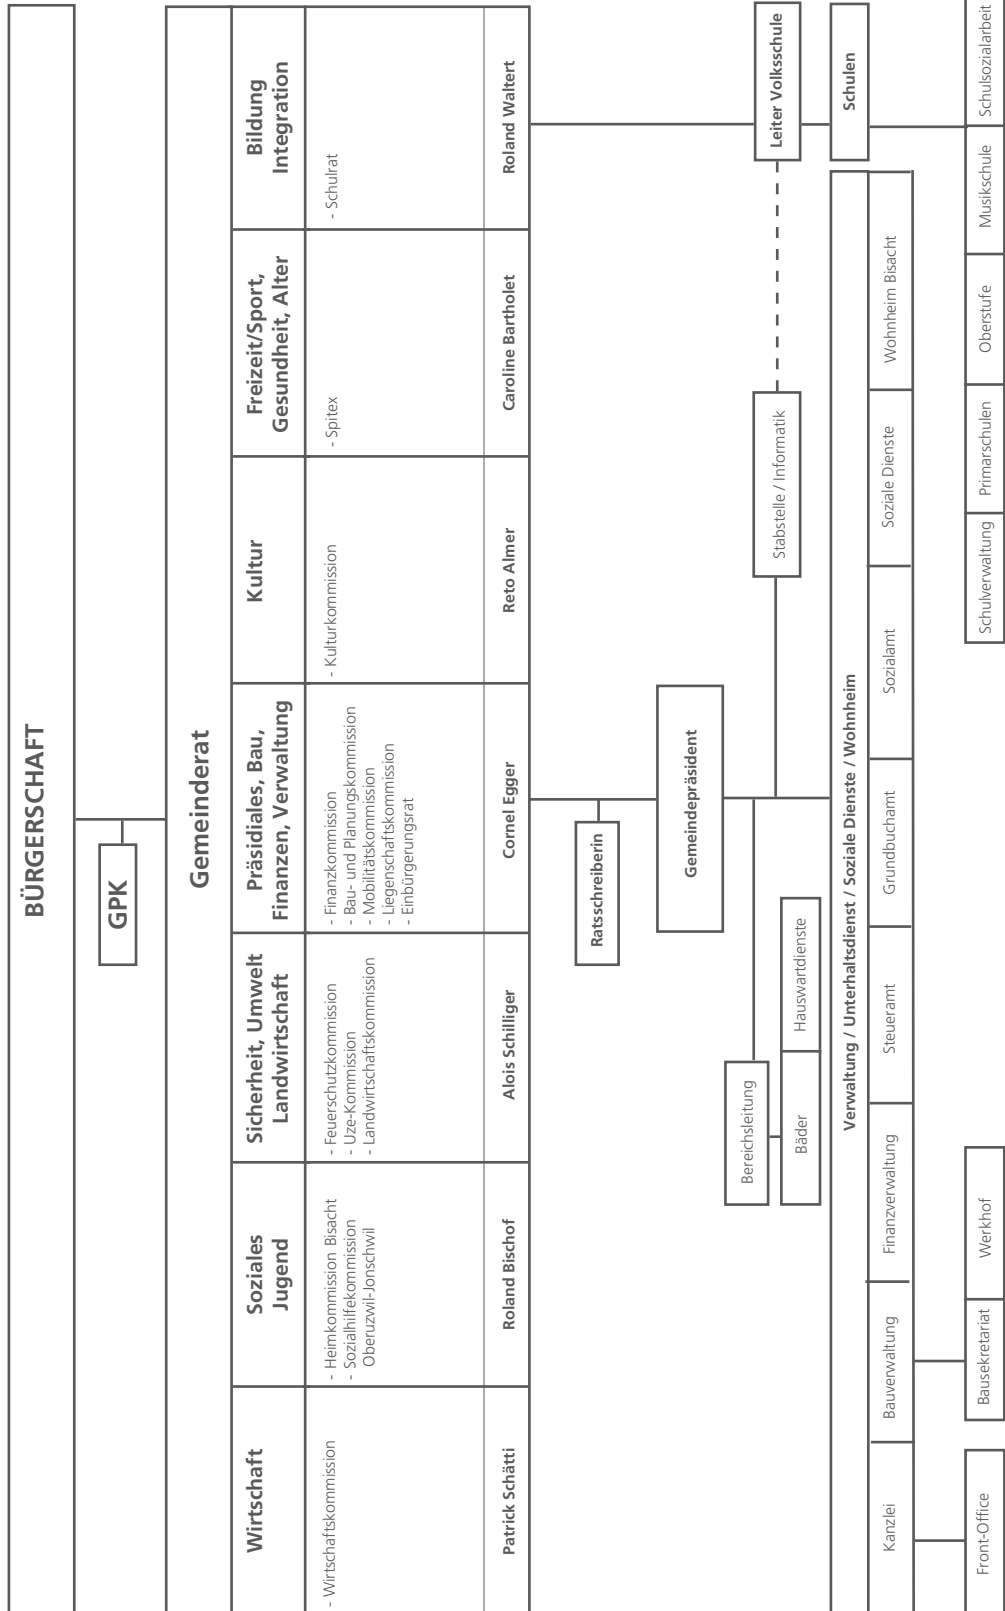 BÜRGERSCHAFT
GPK
Gemeinderat
Wirtschaft
- Wirtschaftskommission
Patrick Schätti
Soziales
Jugend
- Heimkommission Bisacht
- Sozialhilfekommission
Oberuzwil-Jonschwil
Roland Bischof
Sicherheit, Umwelt
Landwirtschaft
- Feuerschutzkommission
- Uze-Kommission
- Landwirtschaftskommission
Alois Schilliger
Präsidiales, Bau,
Finanzen, Verwaltung
- Finanzkommission
- Bau- und Planungskommission
- Mobilitätskommission
- Liegenschaftskommission
- Einbürgerungsrat
Cornel Egger
Kultur
- Kulturkommission
Reto Almer
Freizeit/Sport,
Gesundheit, Alter
- Spitex
Caroline Bartholet
Bildung
Integration
- Schulrat
Roland Waltert
Ratsschreiberin
Gemeindepräsident
Bereichsleitung
Bäder
Hauswartdienste
Stabstelle / Informatik
Leiter Volksschule
Verwaltung / Unterhaltsdienst / Soziale Dienste / Wohnheim
Schulen
Kanzlei
Bauverwaltung
Finanzverwaltung
Steueramt
Grundbuchamt
Sozialamt
Soziale Dienste
Wohnheim Bisacht
Front-Office
Bausekretariat
Werkhof
Schulverwaltung
Primarschulen
Oberstufe
Musikschule
Schulsozialarbeit